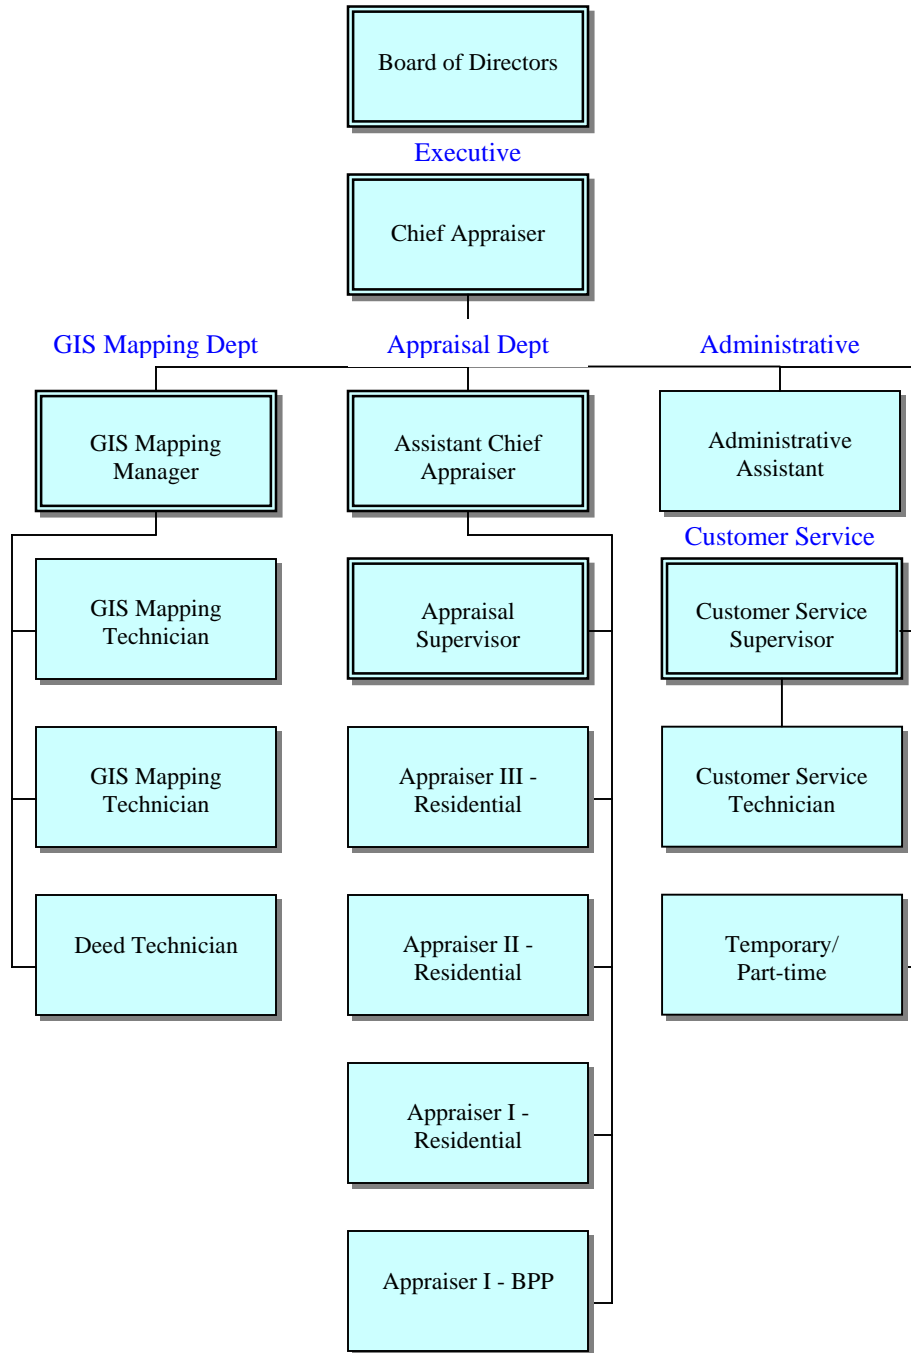 Board of Directors
Executive
Chief Appraiser
GIS Mapping Dept
Appraisal Dept
Administrative
GIS Mapping
Manager
Assistant Chief
Appraiser
Administrative
Assistant
Customer Service
GIS Mapping
Technician
Appraisal
Supervisor
Customer Service
Supervisor
GIS Mapping
Technician
Appraiser III -
Residential
Customer Service
Technician
Deed Technician
Appraiser II -
Residential
Temporary/
Part-time
Appraiser I -
Residential
Appraiser I - BPP